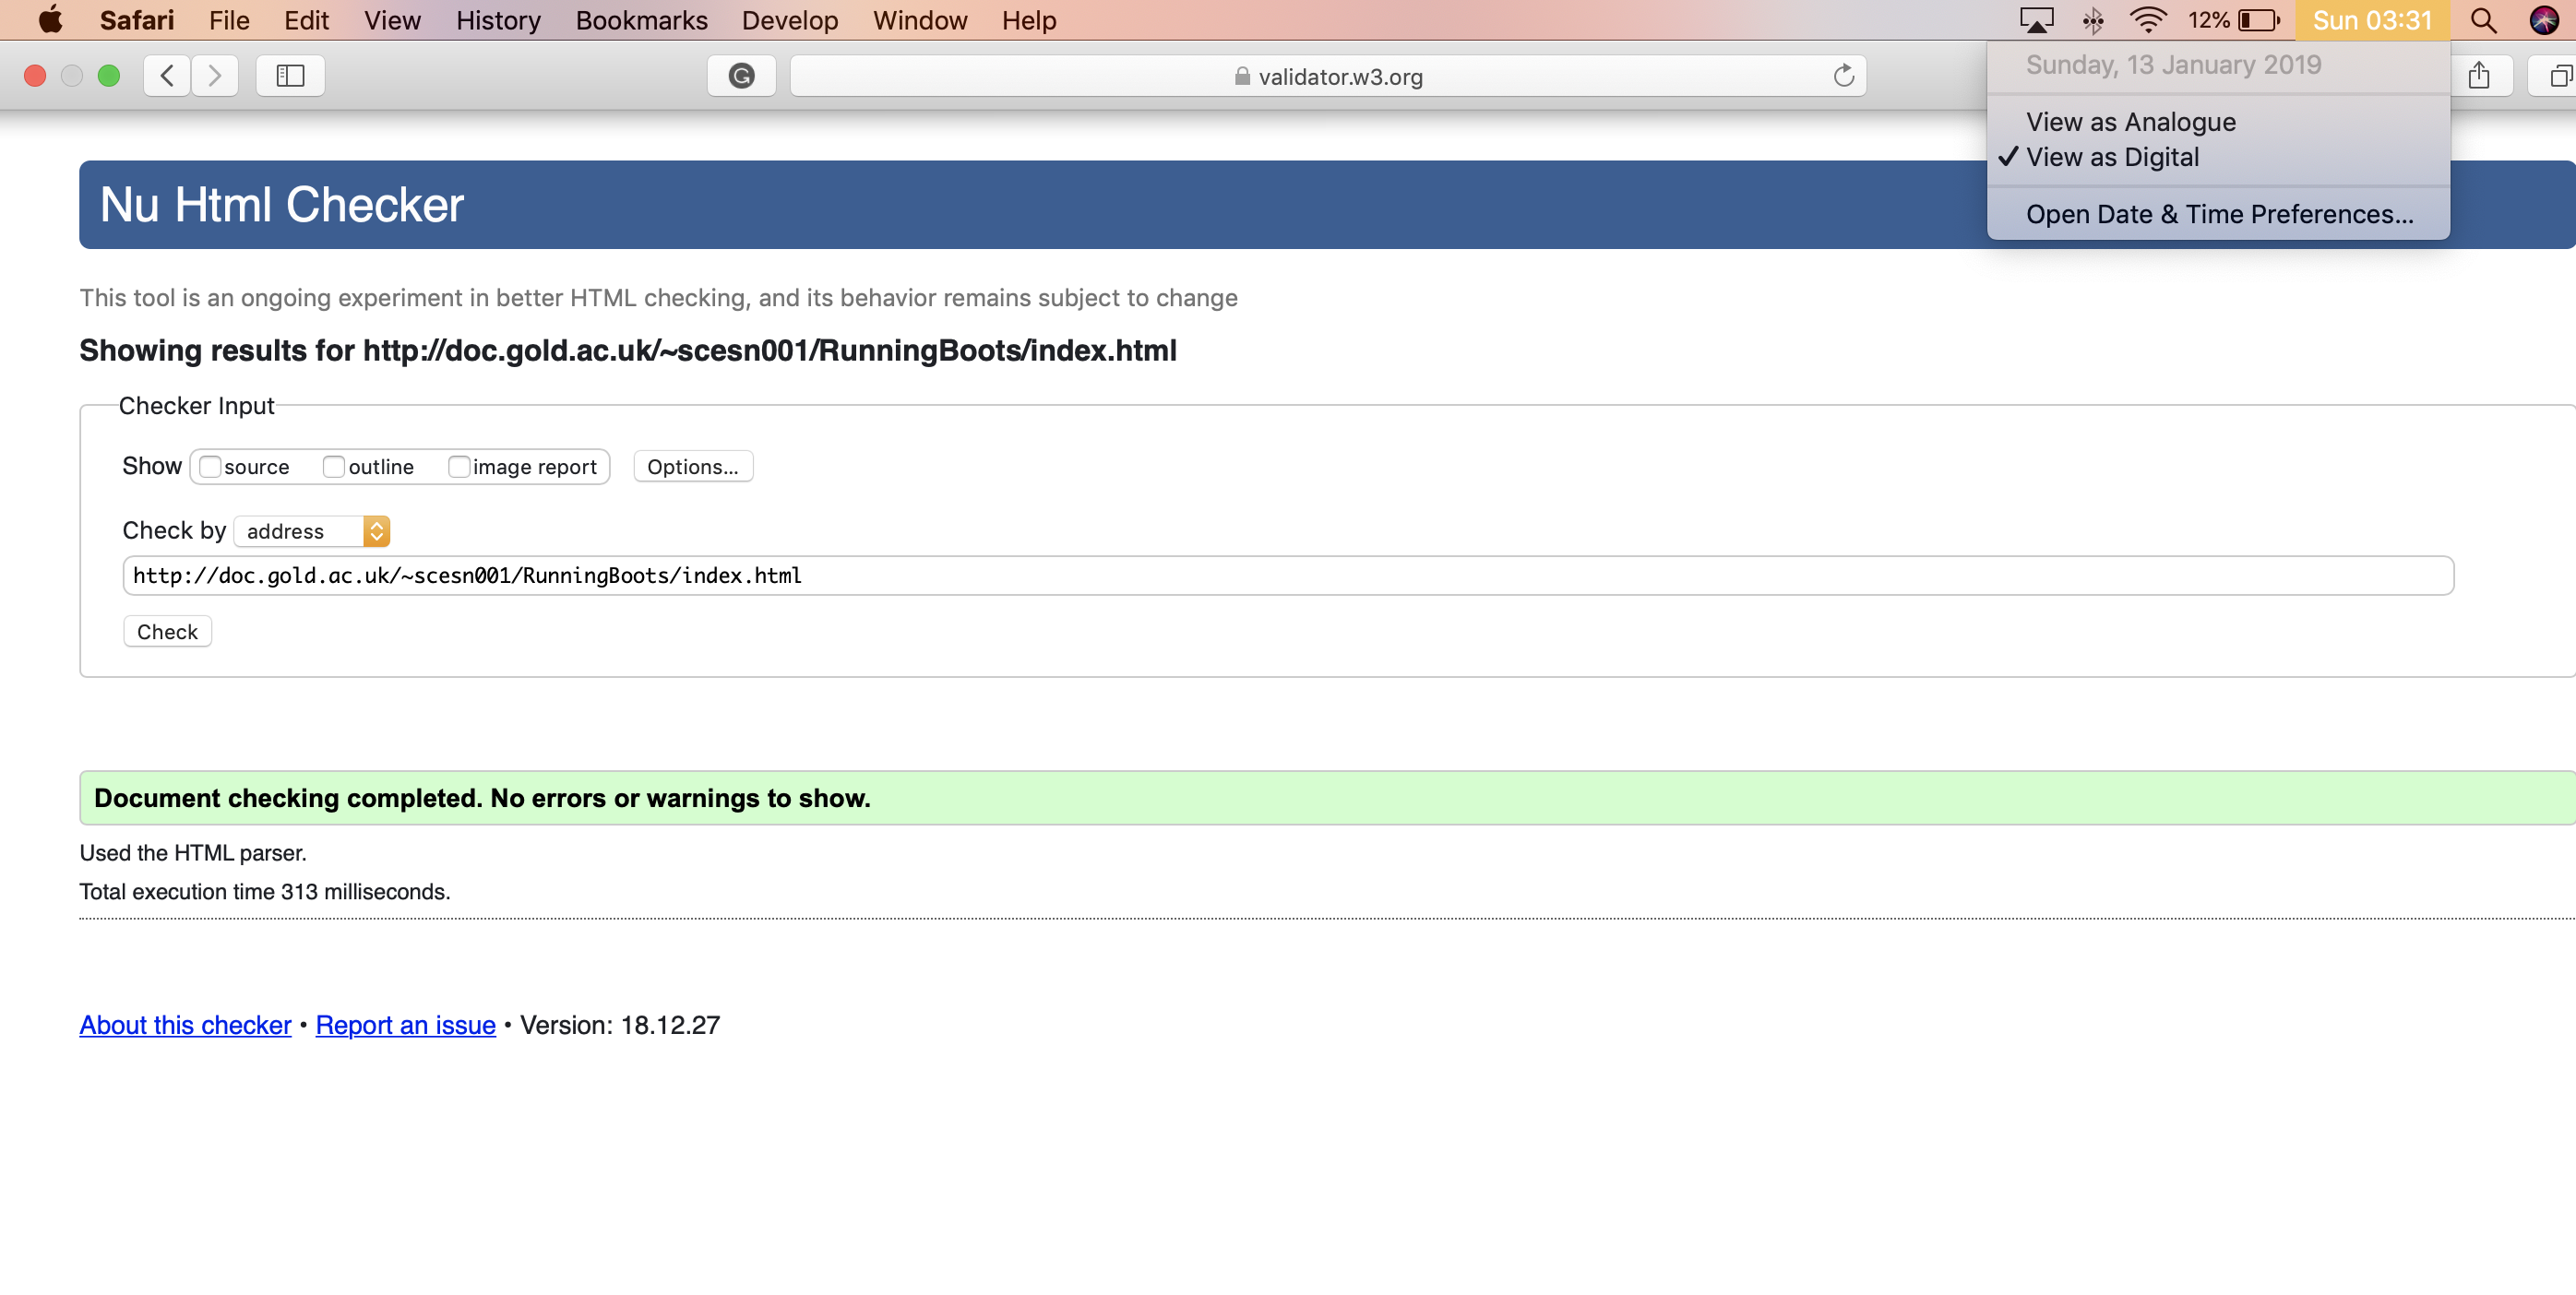 Safari File Edit View History Bookmarks Develop Window Help 12% Sun 03:31
validator.w3.org
Sunday, 13 January 2019
View as Analogue
✓ View as Digital
Open Date & Time Preferences...
Nu Html Checker
This tool is an ongoing experiment in better HTML checking, and its behavior remains subject to change
Showing results for http://doc.gold.ac.uk/~scesn001/RunningBoots/index.html
Checker Input
Show source outline image report Options...
Check by address
http://doc.gold.ac.uk/~scesn001/RunningBoots/index.html
Check
Document checking completed. No errors or warnings to show.
Used the HTML parser.
Total execution time 313 milliseconds.
About this checker • Report an issue • Version: 18.12.27